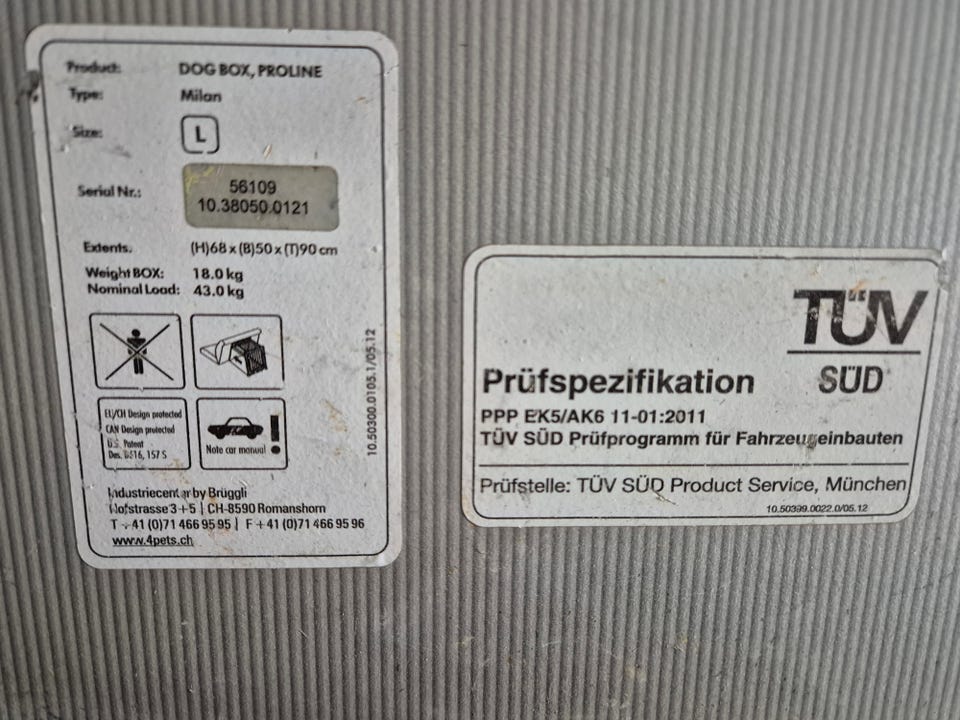 Product: DOG BOX, PROLINE
Type: Milan
Size: L
Serial Nr.: 56109
10.38050.0121
Extents. (H)68 x (B)50 x (T)90 cm
Weight BOX: 18.0 kg
Nominal Load: 43.0 kg
EU/CH Design protected
CAN Design protected
U.S. Patent
Des. D516, 157 S
Note car manual !
10.50300.0105.1/05.12
Industriecenter by Brüggli
Hofstrasse 3+5 | CH-8590 Romanshorn
T +41 (0)71 466 95 95 | F +41 (0)71 466 95 96
www.4pets.ch
TÜV
SÜD
Prüfspezifikation
PPP EK5/AK6 11-01:2011
TÜV SÜD Prüfprogramm für Fahrzeugeinbauten
Prüfstelle: TÜV SÜD Product Service, München
10.50399.0022.0/05.12